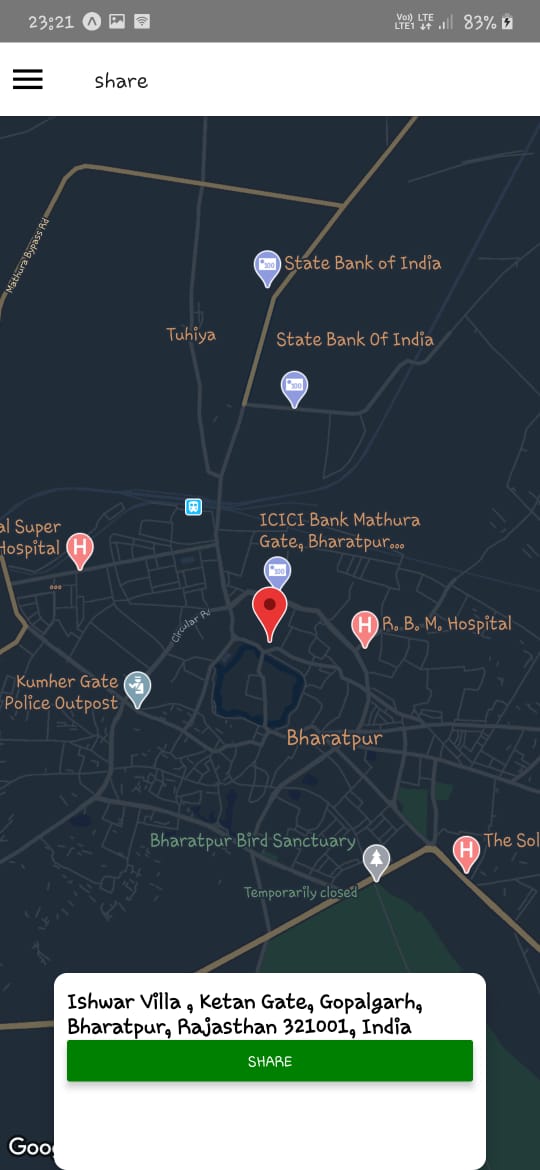 23:21
Vo)) LTE
LTE1
83%
share
Mathura Bypass Rd
State Bank of India
Tuhiya
State Bank Of India
ICICI Bank Mathura
Gate, Bharatpur...
al Super
Hospital
...
Circular R
R. B. M. Hospital
Kumher Gate
Police Outpost
Bharatpur
Bharatpur Bird Sanctuary
The Sol
Temporarily closed
Ishwar Villa , Ketan Gate, Gopalgarh,
Bharatpur, Rajasthan 321001, India
SHARE
Goo